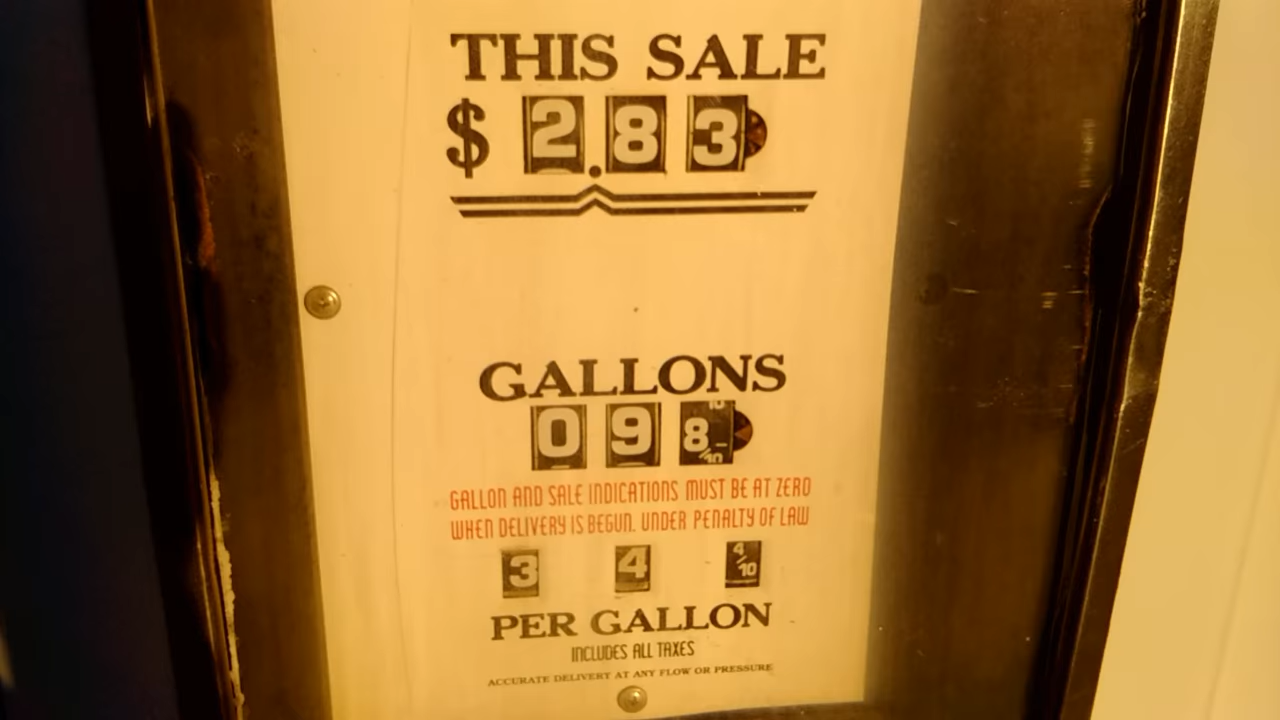 THIS SALE
$ 2.83
GALLONS
0 9 8/10
GALLON AND SALE INDICATIONS MUST BE AT ZERO
WHEN DELIVERY IS BEGUN. UNDER PENALTY OF LAW
3 4 4/10
PER GALLON
INCLUDES ALL TAXES
ACCURATE DELIVERY AT ANY FLOW OR PRESSURE